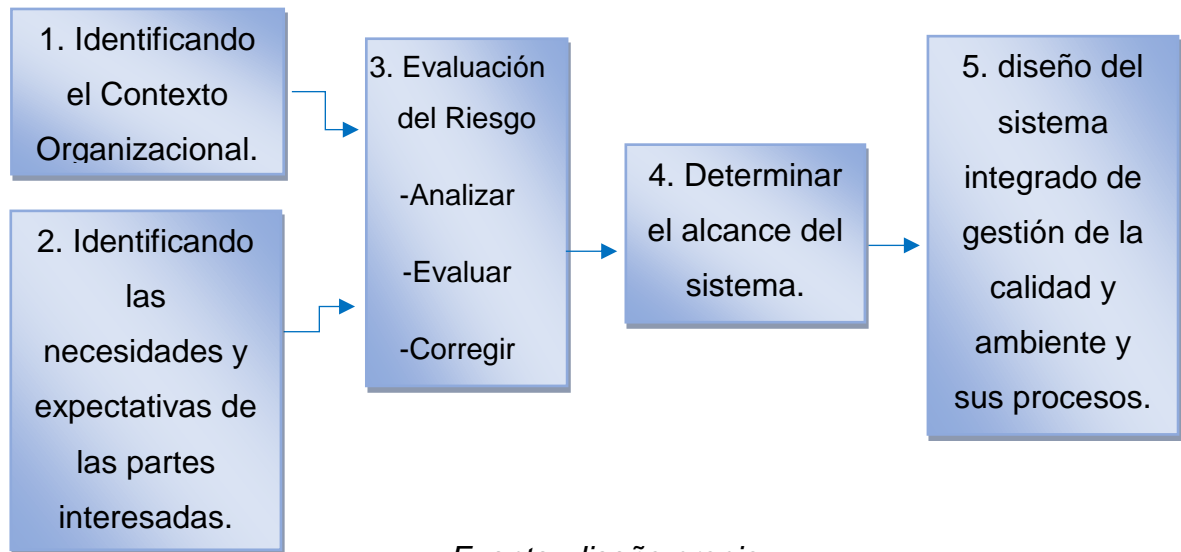 1. Identificando
el Contexto
Organizacional.
2. Identificando
las
necesidades y
expectativas de
las partes
interesadas.
3. Evaluación
del Riesgo
-Analizar
-Evaluar
-Corregir
4. Determinar
el alcance del
sistema.
5. diseño del
sistema
integrado de
gestión de la
calidad y
ambiente y
sus procesos.